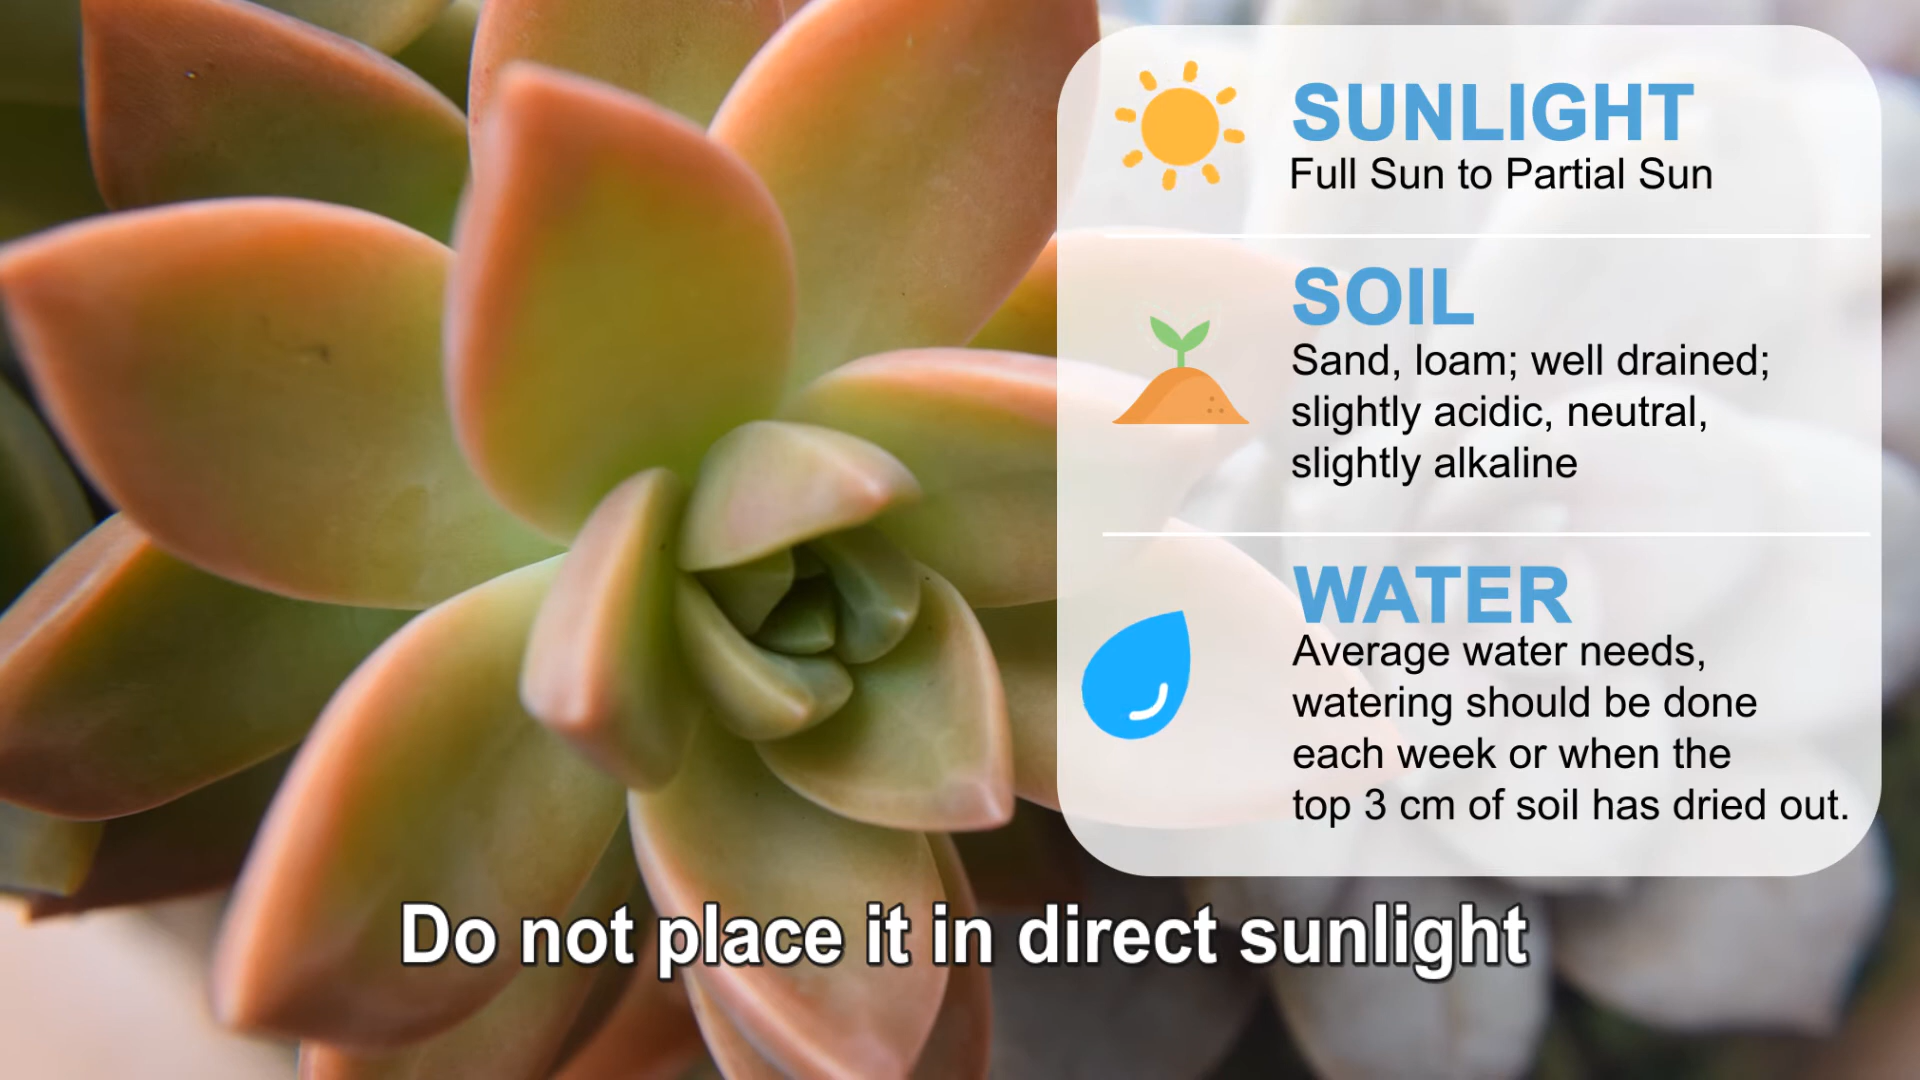 SUNLIGHT
Full Sun to Partial Sun
SOIL
Sand, loam; well drained;
slightly acidic, neutral,
slightly alkaline
WATER
Average water needs,
watering should be done
each week or when the
top 3 cm of soil has dried out.
Do not place it in direct sunlight